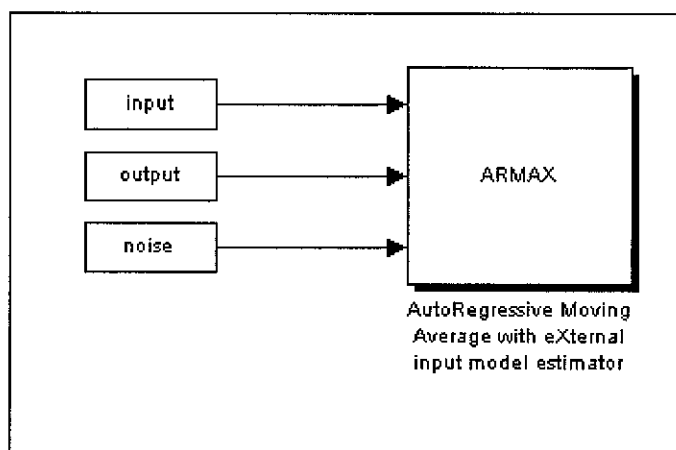 input
output
noise
ARMAX
AutoRegressive Moving
Average with eXternal
input model estimator